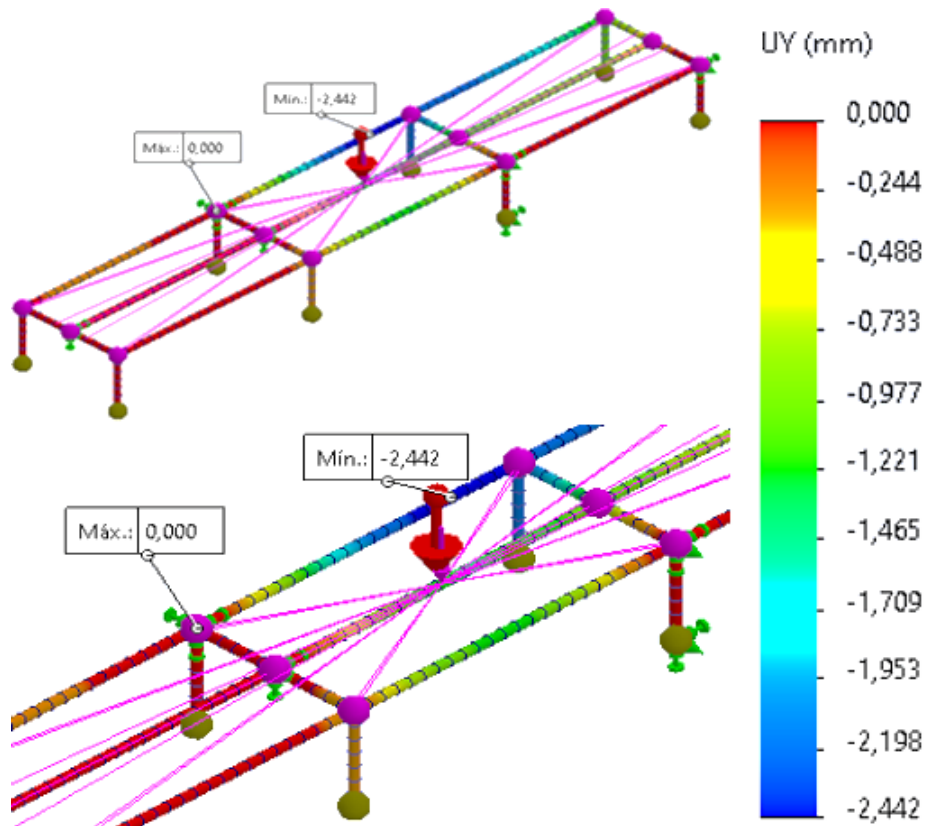 UY (mm)
Mín.: -2,442
Máx.: 0,000
Mín.: -2,442
Máx.: 0,000
0,000
-0,244
-0,488
-0,733
-0,977
-1,221
-1,465
-1,709
-1,953
-2,198
-2,442